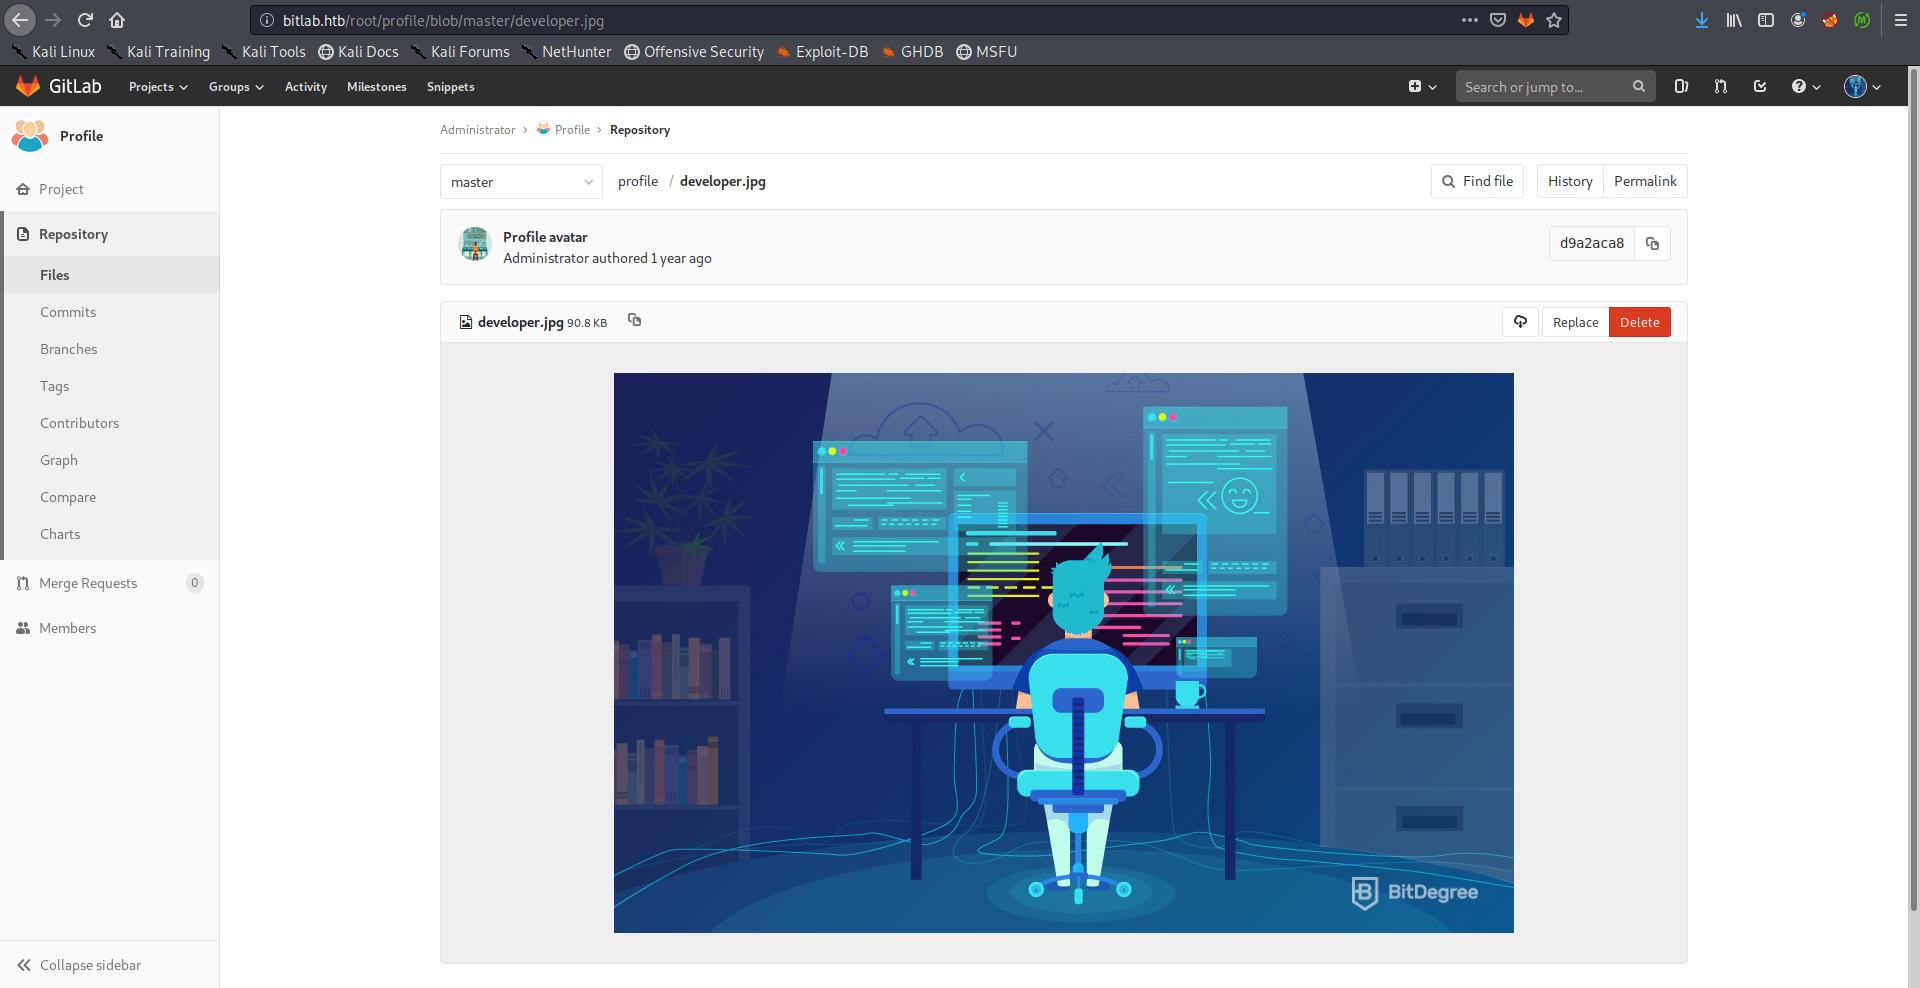 bitlab.htb/root/profile/blob/master/developer.jpg
Kali Linux Kali Training Kali Tools Kali Docs Kali Forums NetHunter Offensive Security Exploit-DB GHDB MSFU
GitLab Projects Groups Activity Milestones Snippets Search or jump to...
Profile
Project
Repository
Files
Commits
Branches
Tags
Contributors
Graph
Compare
Charts
Merge Requests 0
Members
Collapse sidebar
Administrator › Profile › Repository
master profile / developer.jpg Find file History Permalink
Profile avatar
Administrator authored 1 year ago
d9a2aca8
developer.jpg 90.8 KB Replace Delete
BitDegree